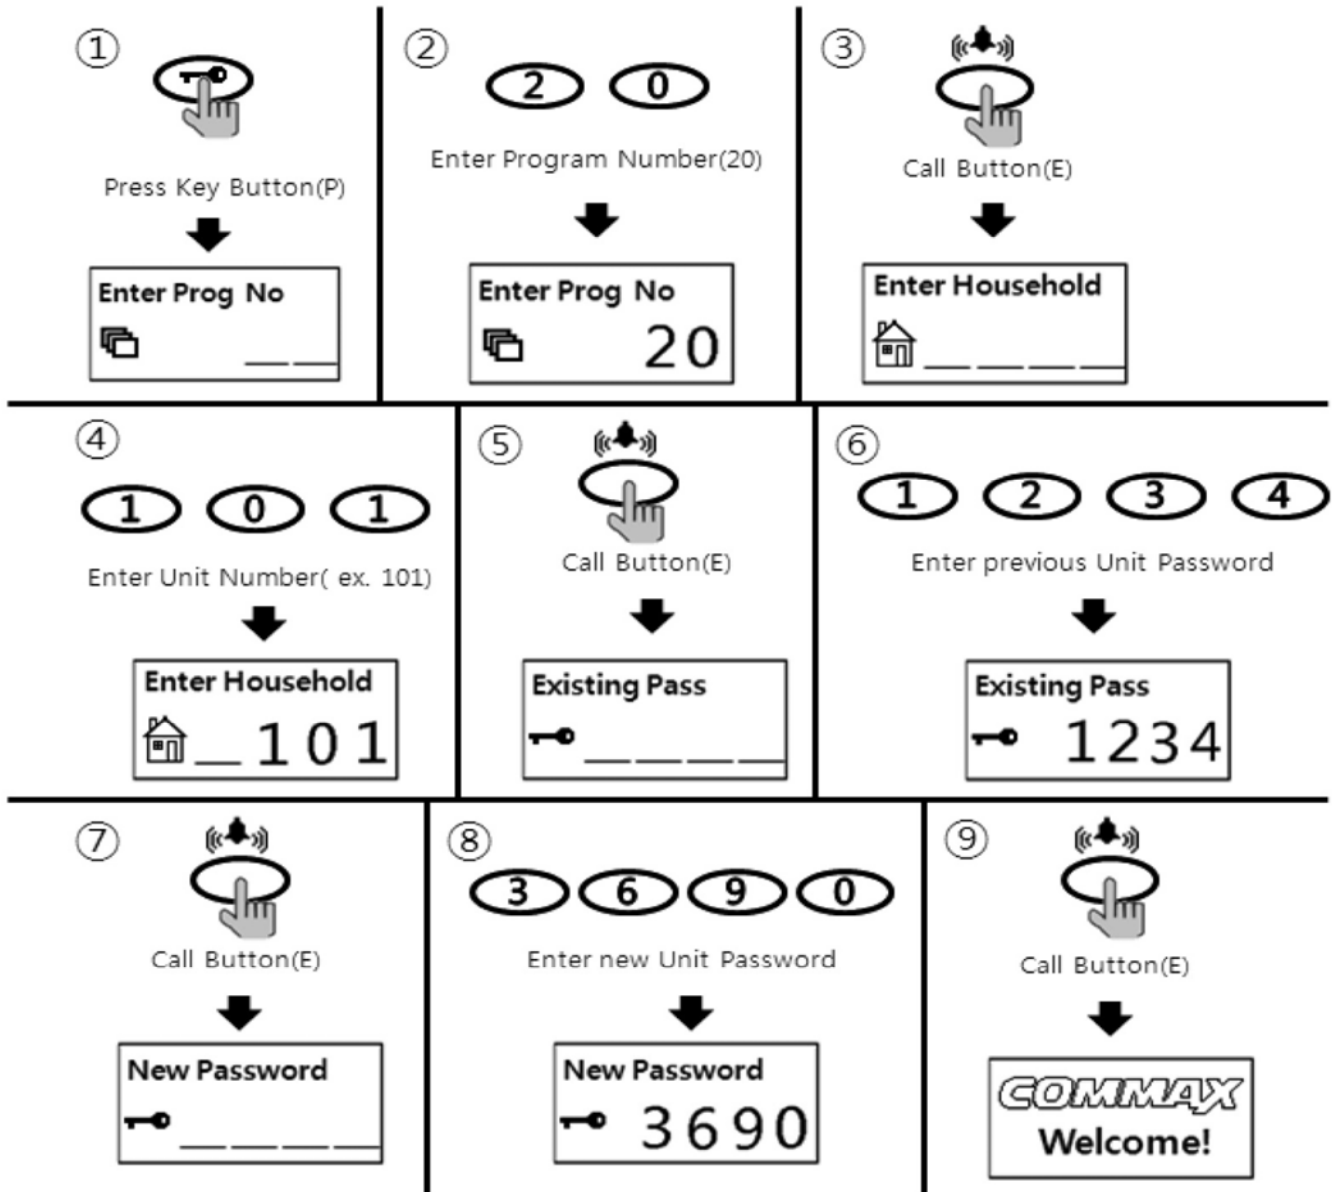 ①
Press Key Button(P)
Enter Prog No
_ _
②
2 0
Enter Program Number(20)
Enter Prog No
20
③
Call Button(E)
Enter Household
_ _ _ _
④
1 0 1
Enter Unit Number( ex. 101)
Enter Household
_ 1 0 1
⑤
Call Button(E)
Existing Pass
_ _ _ _
⑥
1 2 3 4
Enter previous Unit Password
Existing Pass
1234
⑦
Call Button(E)
New Password
_ _ _ _
⑧
3 6 9 0
Enter new Unit Password
New Password
3690
⑨
Call Button(E)
COMMAX
Welcome!